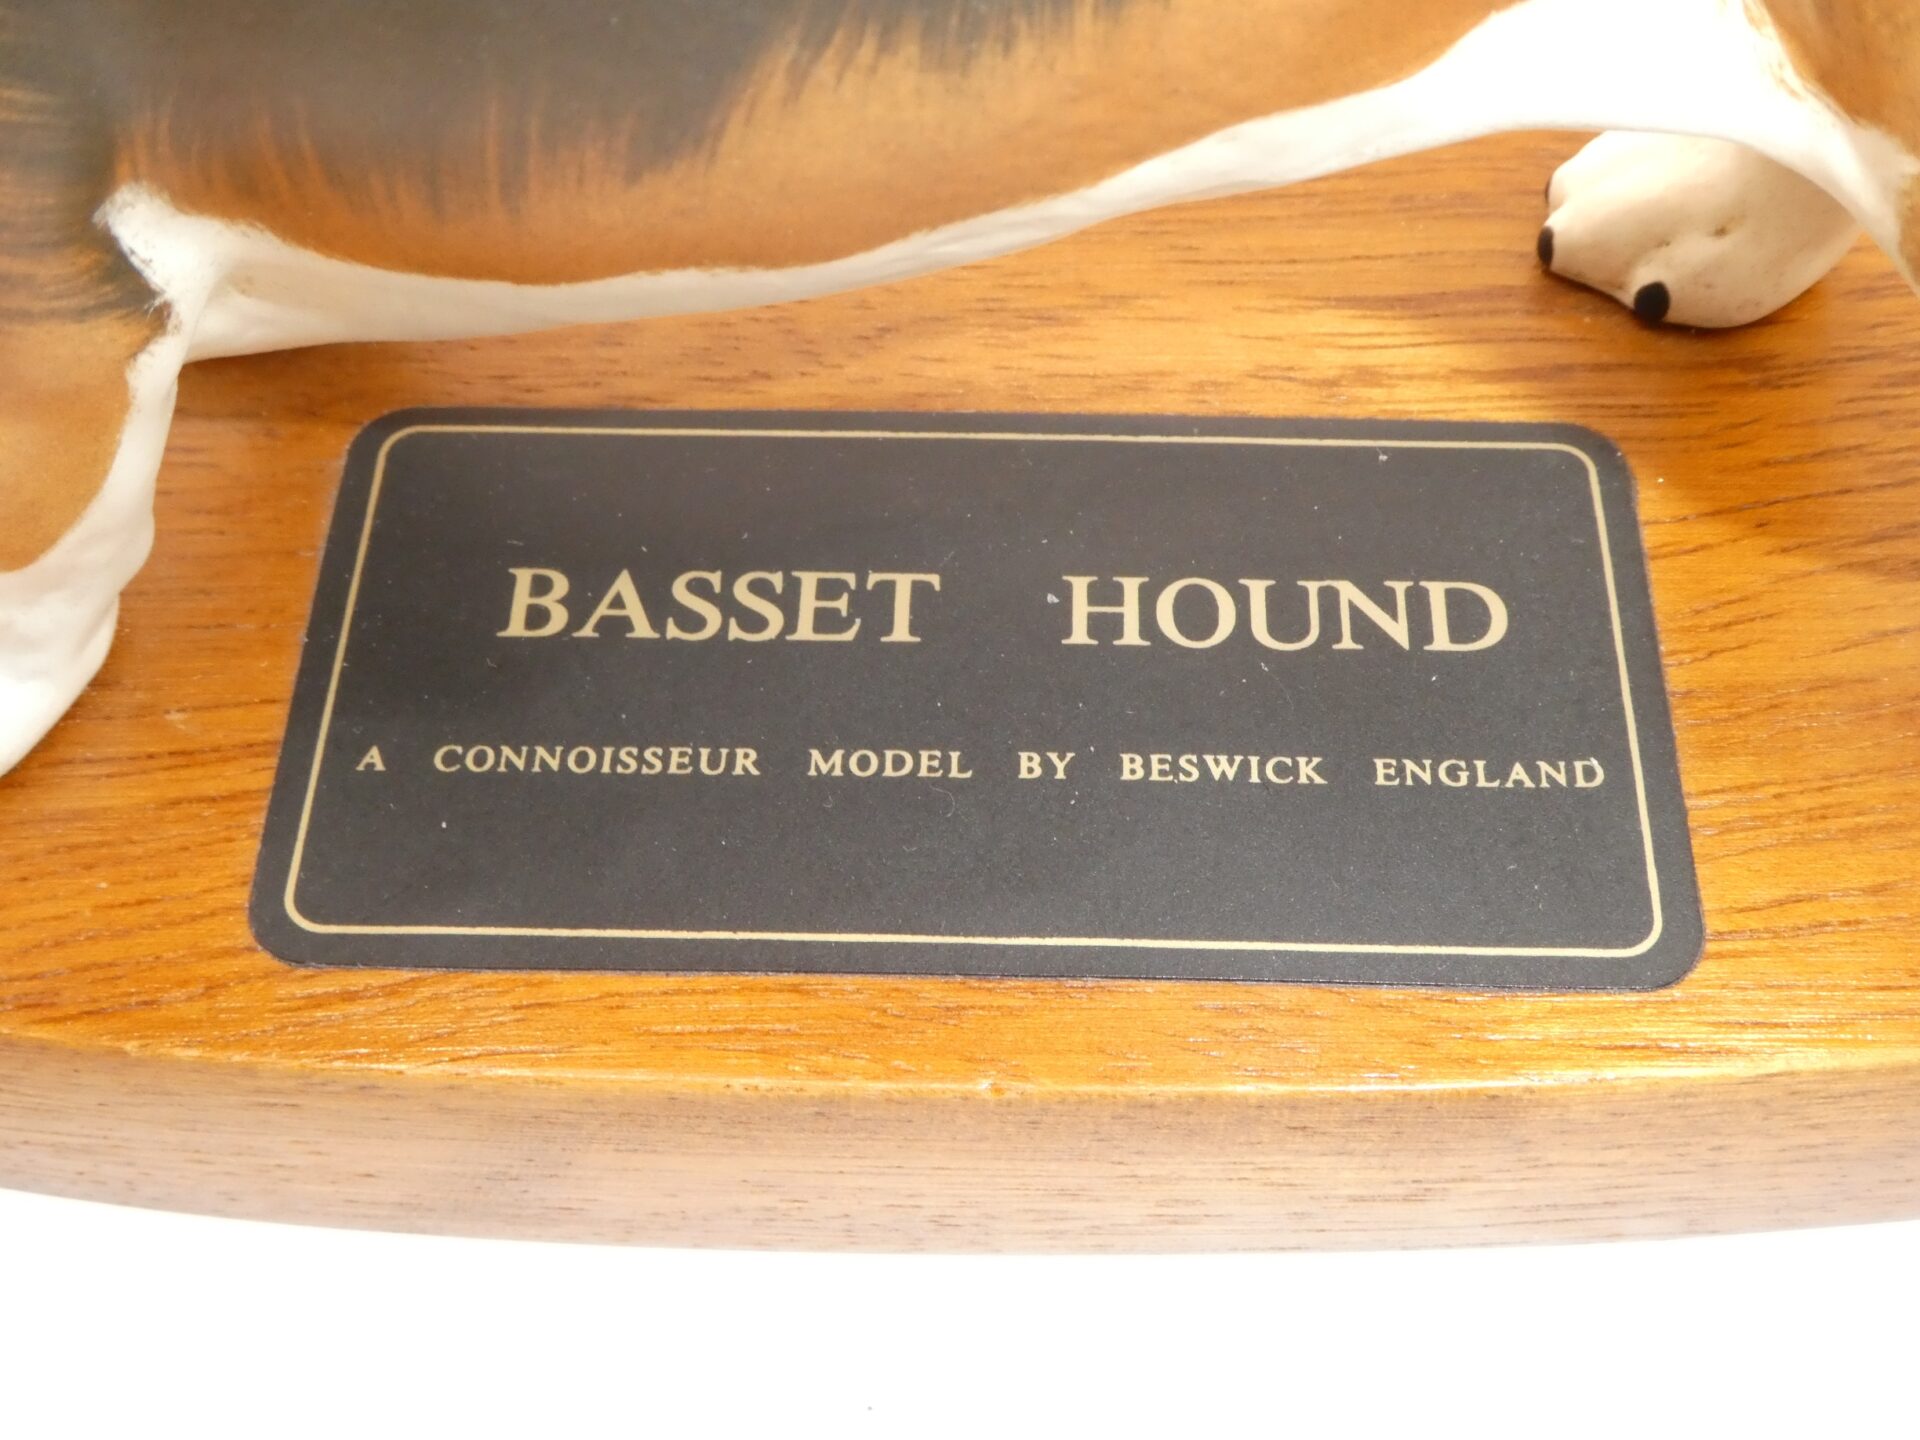 BASSET HOUND
A CONNOISSEUR MODEL BY BESWICK ENGLAND